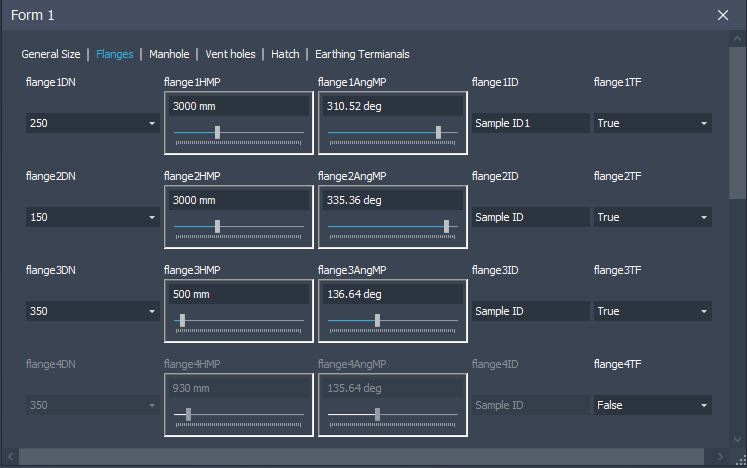 Form 1
General Size | Flanges | Manhole | Vent holes | Hatch | Earthing Termianals
flange1DN flange1HMP flange1AngMP flange1ID flange1TF
3000 mm 310.52 deg
250 Sample ID1 True
flange2DN flange2HMP flange2AngMP flange2ID flange2TF
3000 mm 335.36 deg
150 Sample ID True
flange3DN flange3HMP flange3AngMP flange3ID flange3TF
500 mm 136.64 deg
350 Sample ID True
flange4DN flange4HMP flange4AngMP flange4ID flange4TF
930 mm 135.64 deg
350 Sample ID False